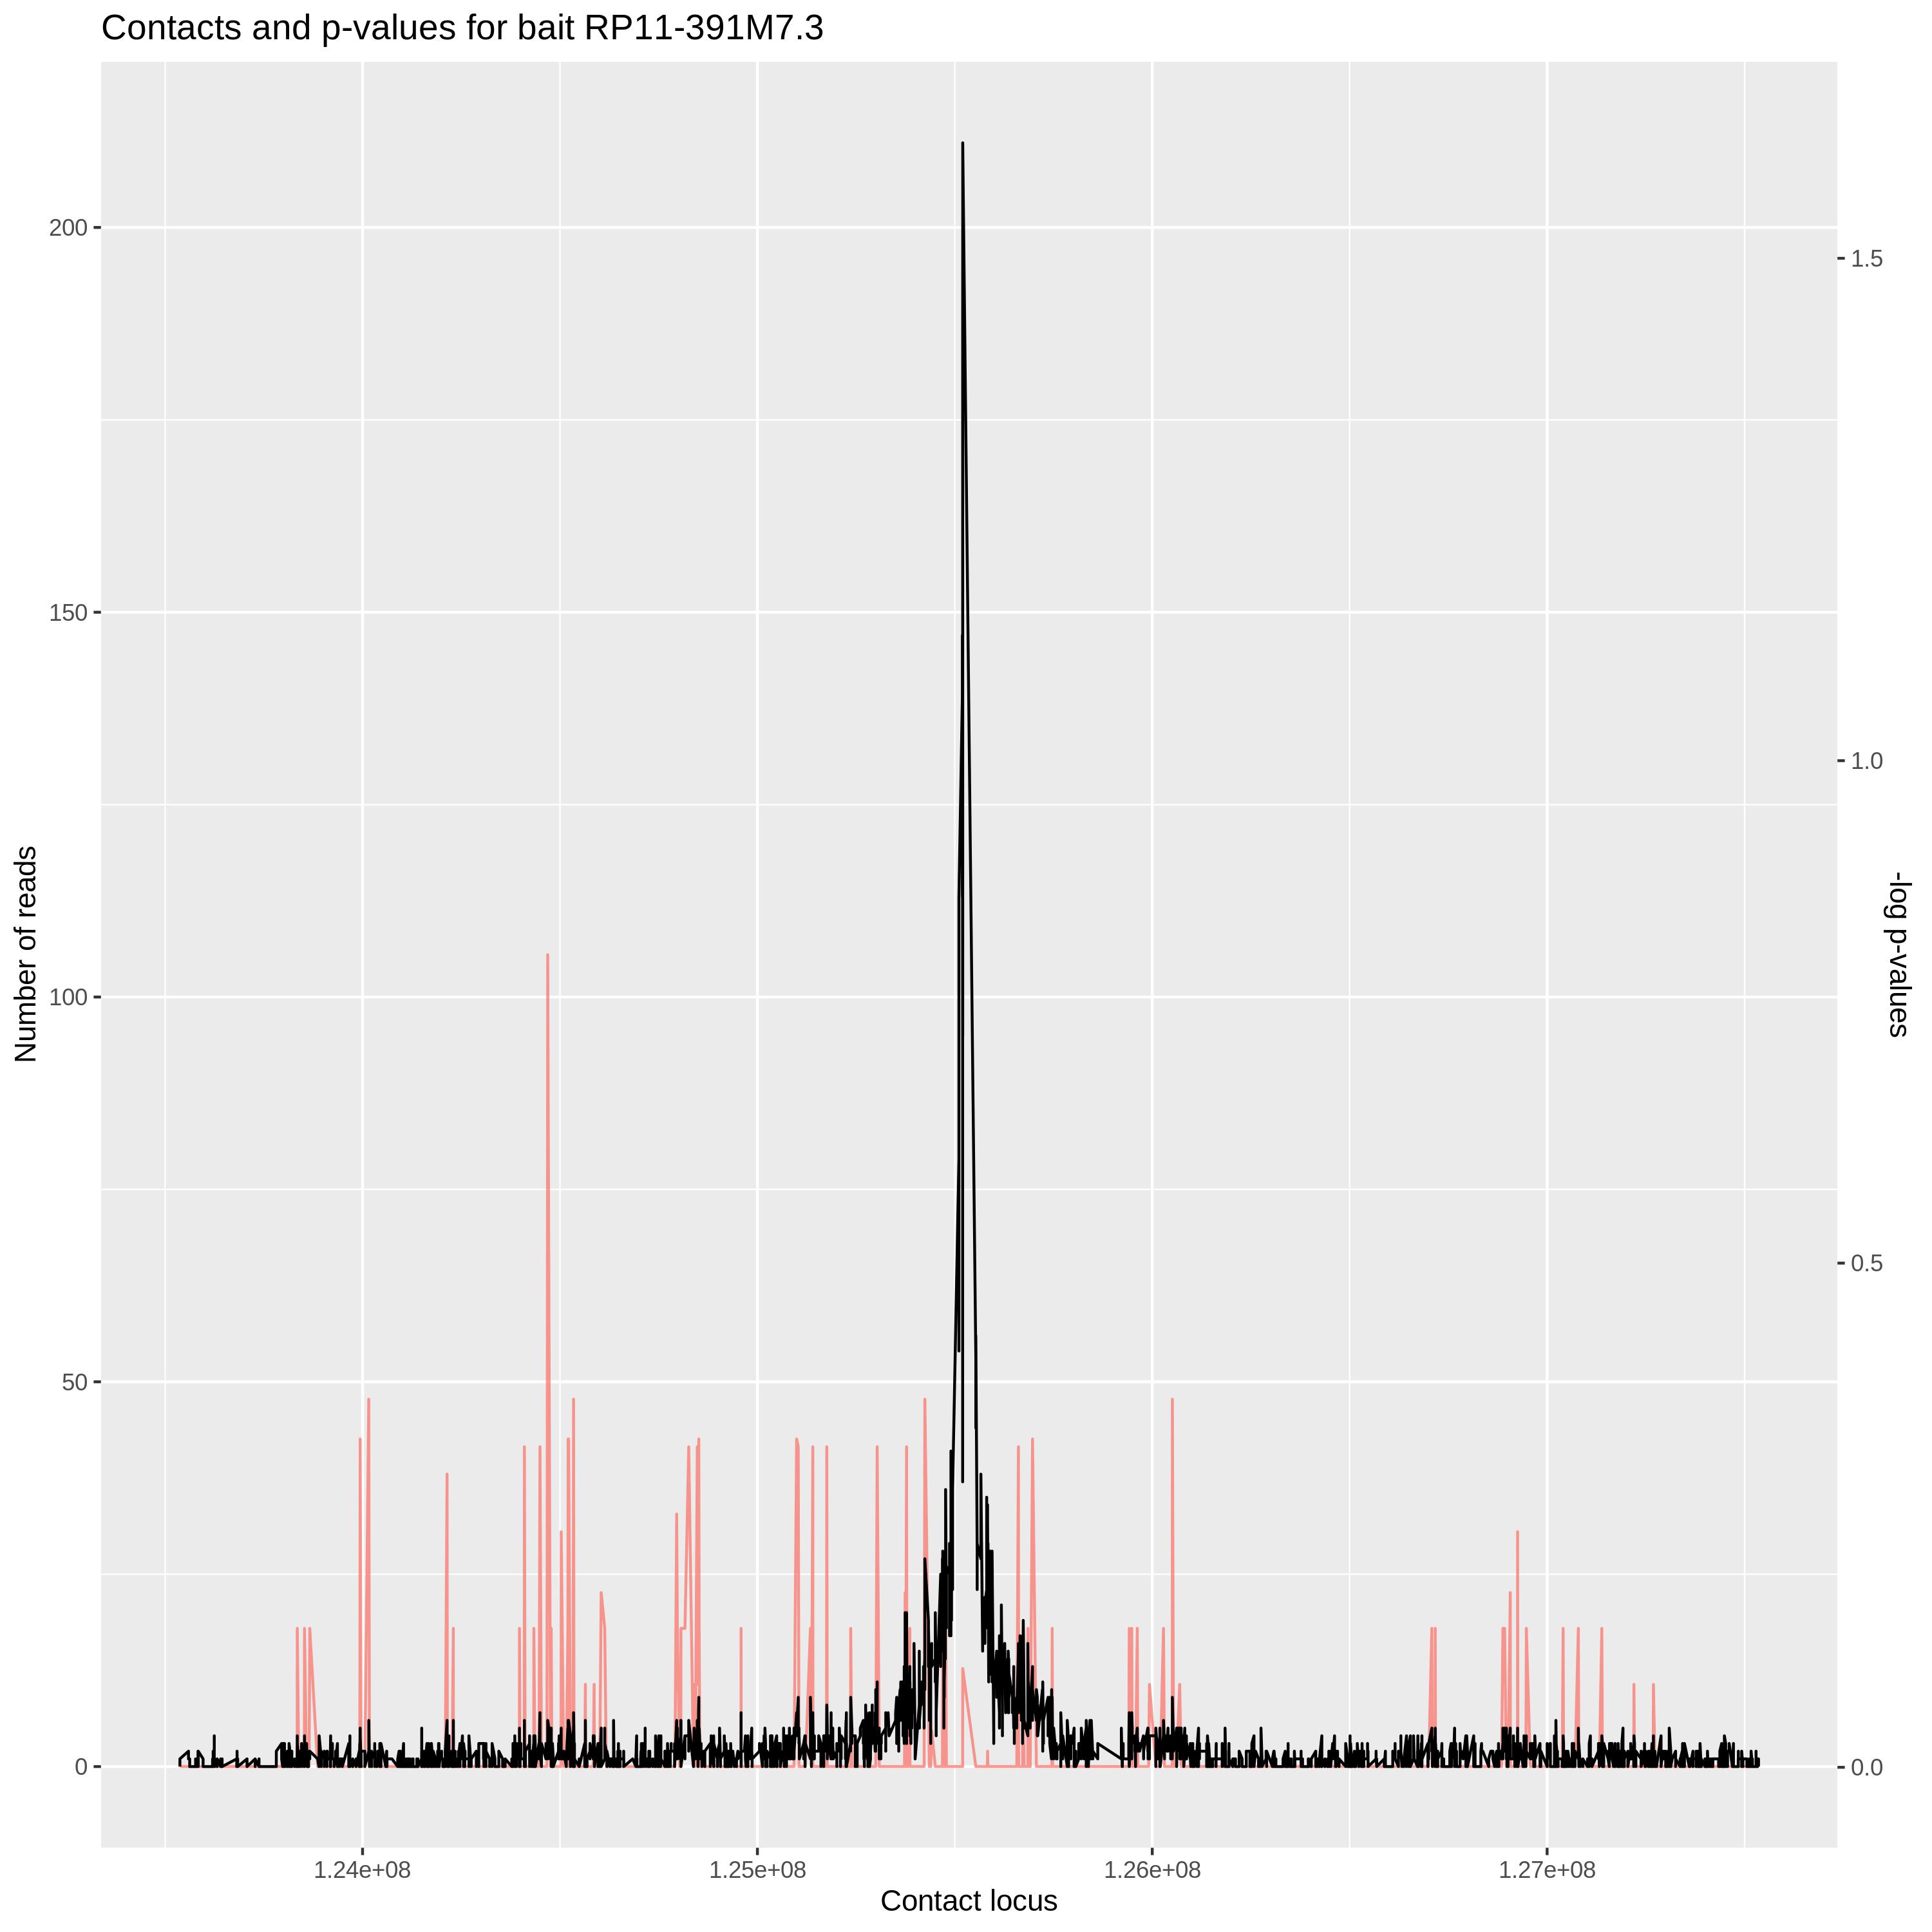 Contacts and p-values for bait RP11-391M7.3
200
150
100
50
0
Number of reads
1.5
1.0
0.5
0.0
-log p-values
1.24e+08
1.25e+08
1.26e+08
1.27e+08
Contact locus